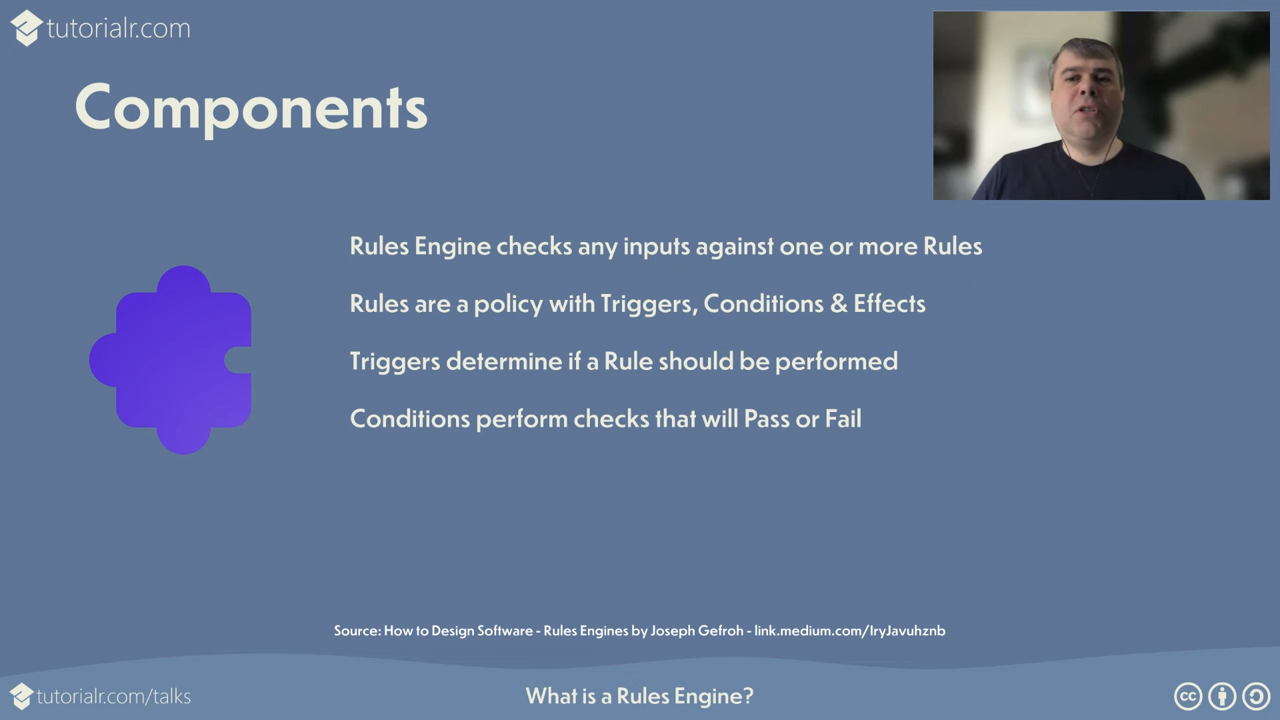 tutorialr.com
Components
Rules Engine checks any inputs against one or more Rules
Rules are a policy with Triggers, Conditions & Effects
Triggers determine if a Rule should be performed
Conditions perform checks that will Pass or Fail
Source: How to Design Software - Rules Engines by Joseph Gefroh - link.medium.com/IryJavuhznb
tutorialr.com/talks
What is a Rules Engine?
cc